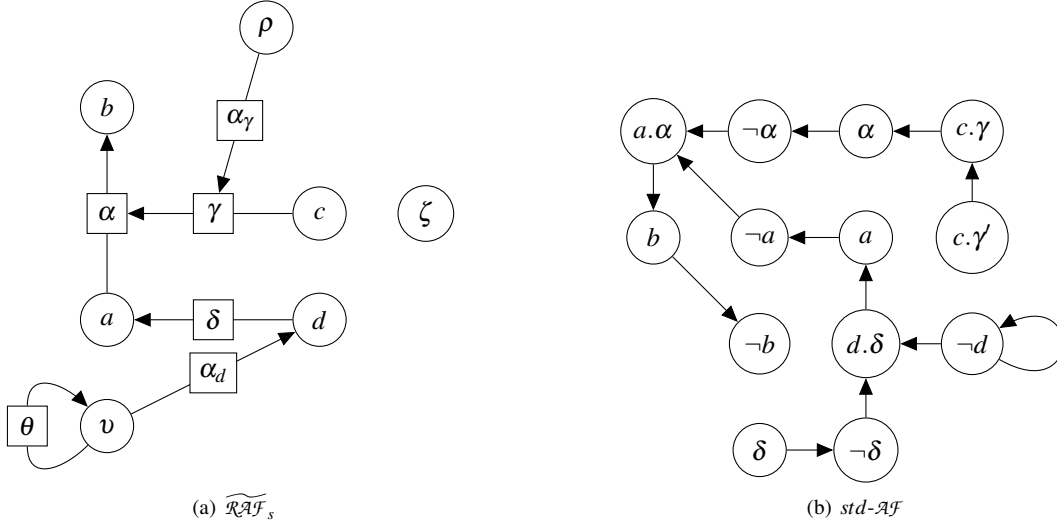 ρ
b
α_γ
α
γ
c
ζ
a
δ
d
α_d
θ
υ
(a) \widetilde{RAF}_s
a.α
¬α
α
c.γ
b
¬a
a
c.γ′
¬b
d.δ
¬d
δ
¬δ
(b) std-AF